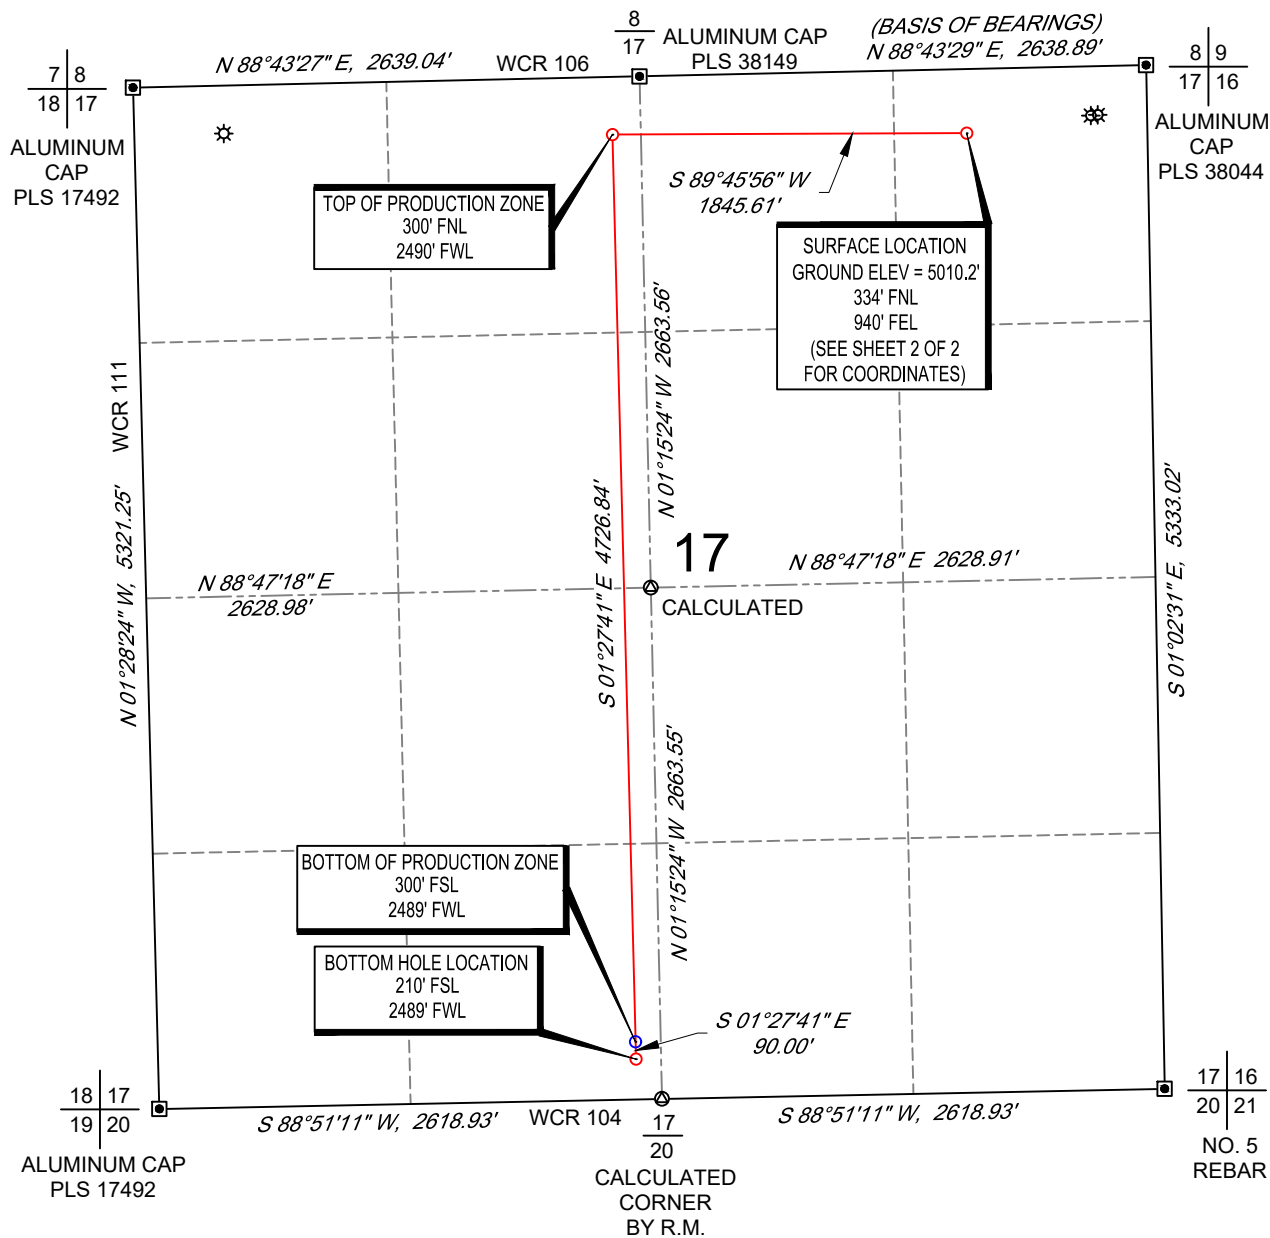 8
17
ALUMINUM CAP
PLS 38149
(BASIS OF BEARINGS)
N 88°43'29" E, 2638.89'
N 88°43'27" E, 2639.04'
WCR 106
7 8
18 17
ALUMINUM
CAP
PLS 17492
8 9
17 16
ALUMINUM
CAP
PLS 38044
S 89°45'56" W
1845.61'
TOP OF PRODUCTION ZONE
300' FNL
2490' FWL
SURFACE LOCATION
GROUND ELEV = 5010.2'
334' FNL
940' FEL
(SEE SHEET 2 OF 2
FOR COORDINATES)
N 01°15'24" W 2663.56'
WCR 111
N 01°28'24" W, 5321.25'
S 01°27'41" E 4726.84'
S 01°02'31" E, 5333.02'
17
N 88°47'18" E
2628.98'
N 88°47'18" E 2628.91'
CALCULATED
N 01°15'24" W 2663.55'
BOTTOM OF PRODUCTION ZONE
300' FSL
2489' FWL
BOTTOM HOLE LOCATION
210' FSL
2489' FWL
S 01°27'41" E
90.00'
18 17
19 20
ALUMINUM CAP
PLS 17492
S 88°51'11" W, 2618.93'
WCR 104
17
20
CALCULATED
CORNER
BY R.M.
S 88°51'11" W, 2618.93'
17 16
20 21
NO. 5
REBAR